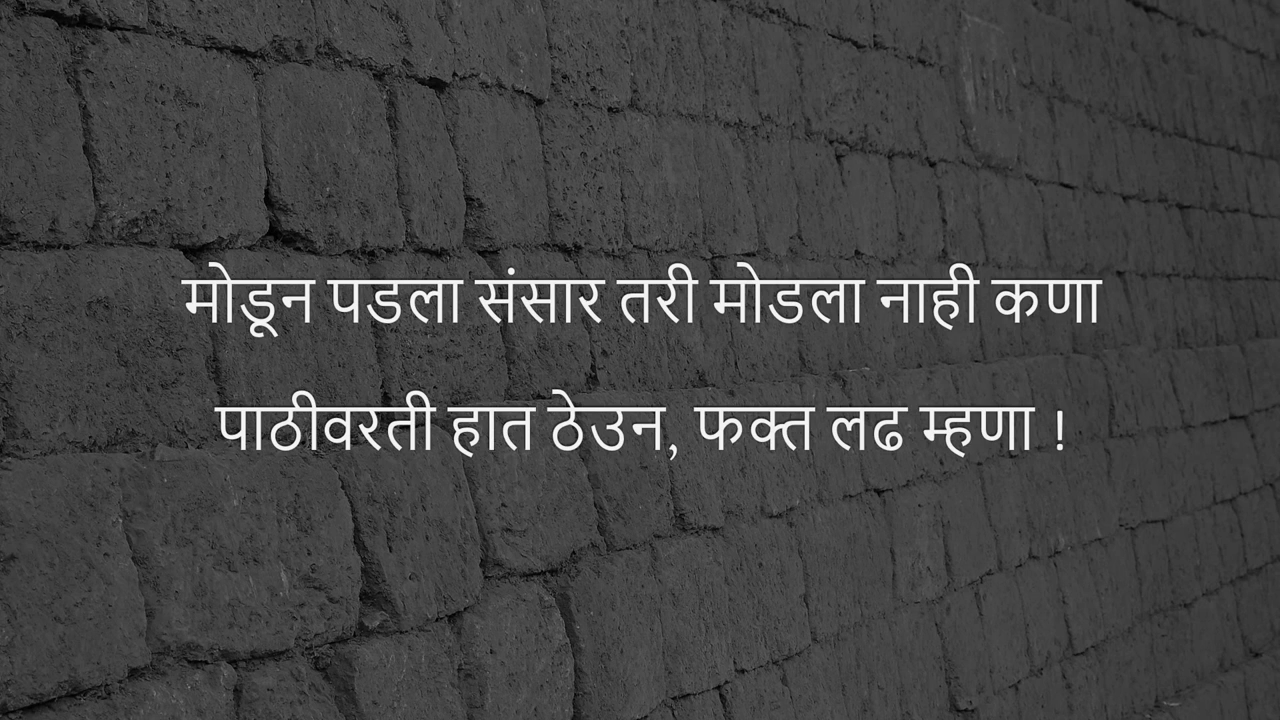 मोडून पडला संसार तरी मोडला नाही कणा
पाठीवरती हात ठेउन, फक्त लढ म्हणा !